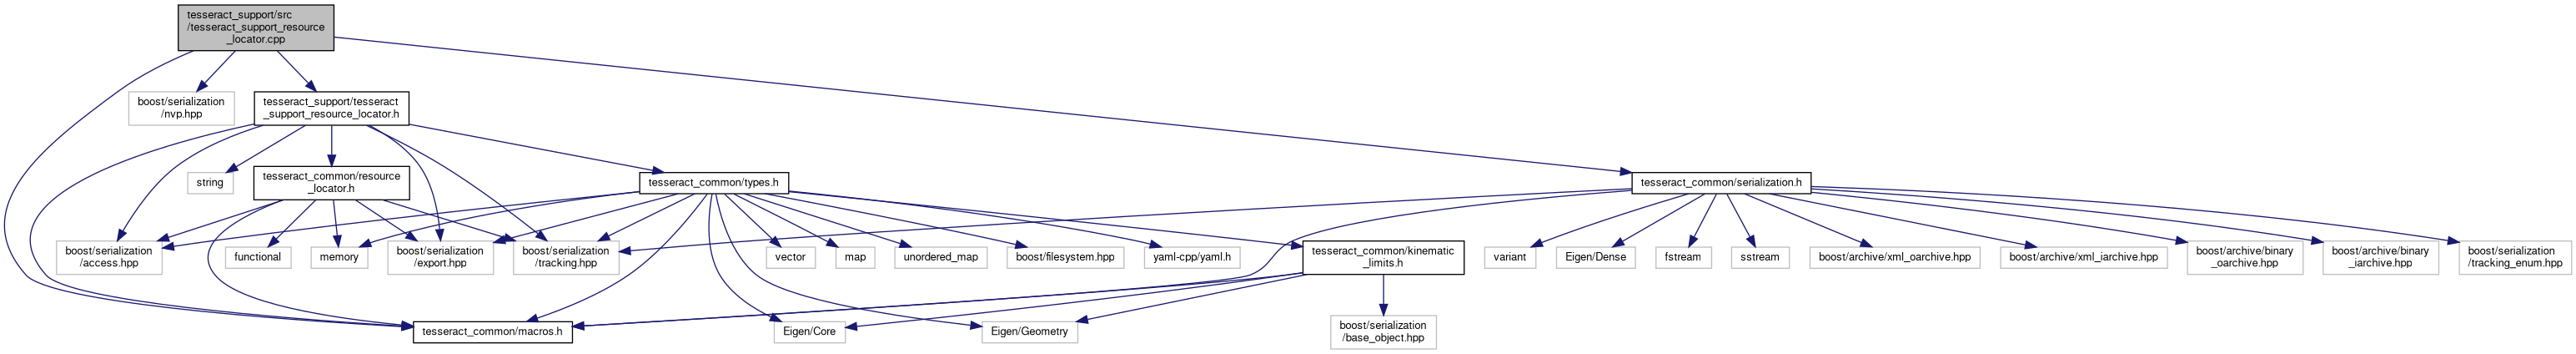 tesseract_support/src
/tesseract_support_resource
_locator.cpp
boost/serialization
/nvp.hpp
tesseract_support/tesseract
_support_resource_locator.h
string
tesseract_common/resource
_locator.h
tesseract_common/types.h
tesseract_common/serialization.h
boost/serialization
/access.hpp
functional
memory
boost/serialization
/export.hpp
boost/serialization
/tracking.hpp
vector
map
unordered_map
boost/filesystem.hpp
yaml-cpp/yaml.h
tesseract_common/kinematic
_limits.h
variant
Eigen/Dense
fstream
sstream
boost/archive/xml_oarchive.hpp
boost/archive/xml_iarchive.hpp
boost/archive/binary
_oarchive.hpp
boost/archive/binary
_iarchive.hpp
boost/serialization
/tracking_enum.hpp
tesseract_common/macros.h
Eigen/Core
Eigen/Geometry
boost/serialization
/base_object.hpp